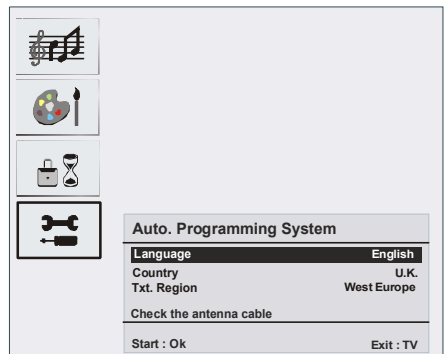 Auto. Programming System
Language English
Country U.K.
Txt. Region West Europe
Check the antenna cable
Start : Ok Exit : TV